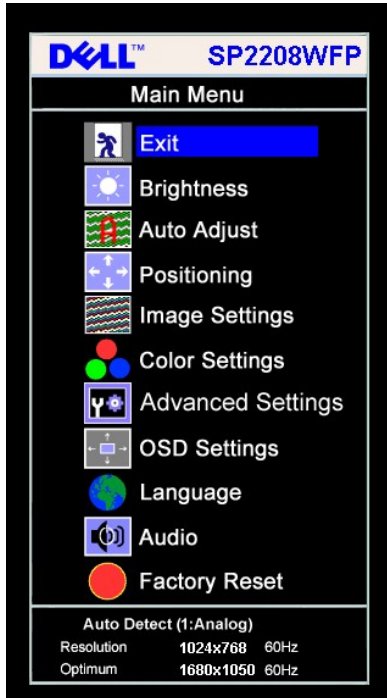 DELL™ SP2208WFP
Main Menu
Exit
Brightness
Auto Adjust
Positioning
Image Settings
Color Settings
Advanced Settings
OSD Settings
Language
Audio
Factory Reset
Auto Detect (1:Analog)
Resolution 1024x768 60Hz
Optimum 1680x1050 60Hz